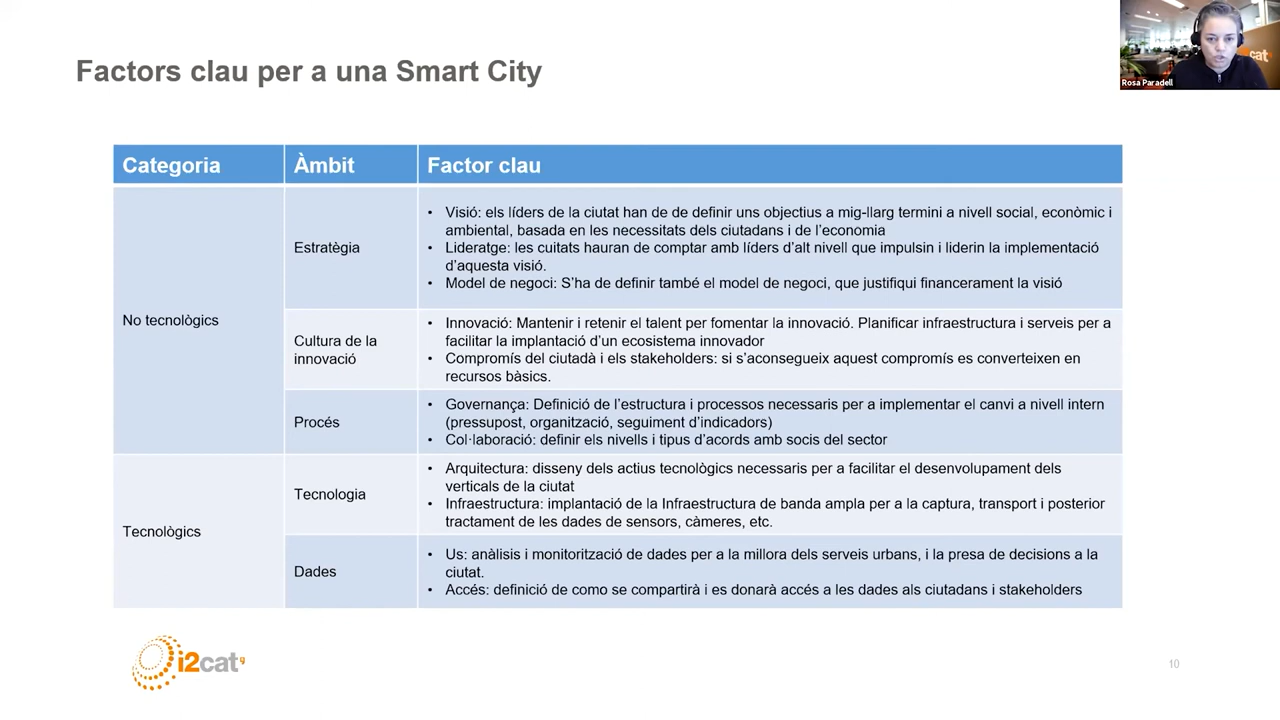 Factors clau per a una Smart City
cat
Rosa Paradell
Categoria
Àmbit
Factor clau
No tecnològics
Estratègia
• Visió: els líders de la ciutat han de de definir uns objectius a mig-llarg termini a nivell social, econòmic i
ambiental, basada en les necessitats dels ciutadans i de l’economia
• Lideratge: les cuitats hauran de comptar amb líders d’alt nivell que impulsin i liderin la implementació
d’aquesta visió.
• Model de negoci: S’ha de definir també el model de negoci, que justifiqui financerament la visió
Cultura de la
innovació
• Innovació: Mantenir i retenir el talent per fomentar la innovació. Planificar infraestructura i serveis per a
facilitar la implantació d’un ecosistema innovador
• Compromís del ciutadà i els stakeholders: si s’aconsegueix aquest compromís es converteixen en
recursos bàsics.
Procés
• Governança: Definició de l’estructura i processos necessaris per a implementar el canvi a nivell intern
(pressupost, organització, seguiment d’indicadors)
• Col·laboració: definir els nivells i tipus d’acords amb socis del sector
Tecnològics
Tecnologia
• Arquitectura: disseny dels actius tecnològics necessaris per a facilitar el desenvolupament dels
verticals de la ciutat
• Infraestructura: implantació de la Infraestructura de banda ampla per a la captura, transport i posterior
tractament de les dades de sensors, càmeres, etc.
Dades
• Us: anàlisis i monitorització de dades per a la millora dels serveis urbans, i la presa de decisions a la
ciutat.
• Accés: definició de como se compartirà i es donarà accés a les dades als ciutadans i stakeholders
i2cat
10